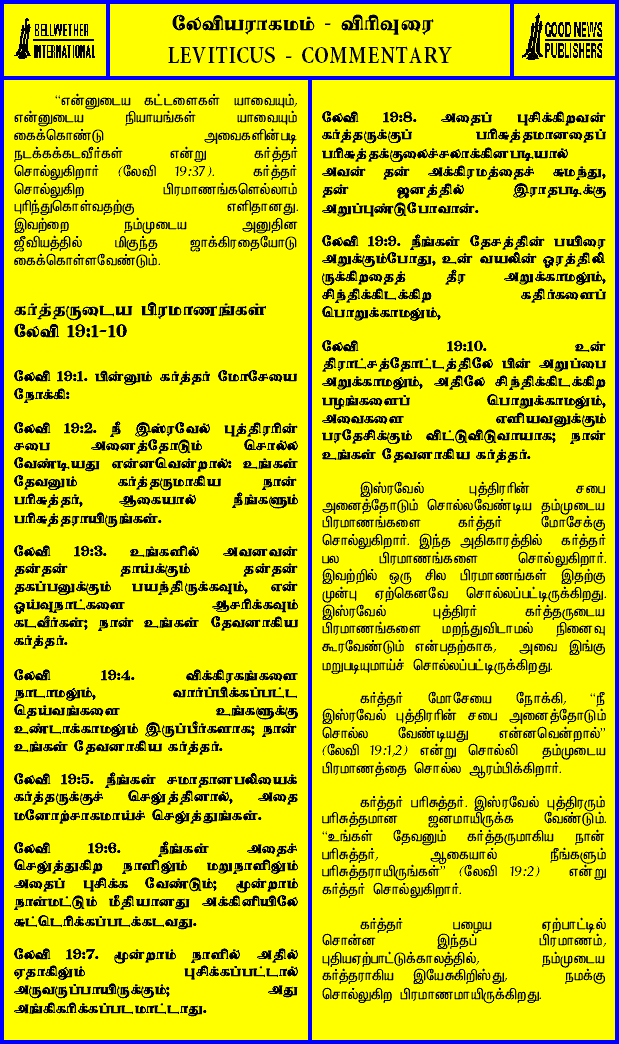 BELLWETHER
INTERNATIONAL
லேவியராகமம் - விரிவுரை
LEVITICUS - COMMENTARY
GOOD NEWS
PUBLISHERS
“என்னுடைய கட்டளைகள் யாவையும்,
என்னுடைய நியாயங்கள் யாவையும்
கைக்கொண்டு அவைகளின்படி
நடக்கக்கடவீர்கள் என்று கர்த்தர்
சொல்லுகிறார் (லேவி 19:37). கர்த்தர்
சொல்லுகிற பிரமாணங்களெல்லாம்
புரிந்துகொள்வதற்கு எளிதானது.
இவற்றை நம்முடைய அனுதின
ஜீவியத்தில் மிகுந்த ஜாக்கிரதையோடு
கைக்கொள்ளவேண்டும்.
கர்த்தருடைய பிரமாணங்கள்
லேவி 19:1-10
லேவி 19:1. பின்னும் கர்த்தர் மோசேயை
நோக்கி:
லேவி 19:2. நீ இஸ்ரவேல் புத்திரரின்
சபை அனைத்தோடும் சொல்ல
வேண்டியது என்னவென்றால்: உங்கள்
தேவனும் கர்த்தருமாகிய நான்
பரிசுத்தர், ஆகையால் நீங்களும்
பரிசுத்தராயிருங்கள்.
லேவி 19:3. உங்களில் அவனவன்
தன்தன் தாய்க்கும் தன்தன்
தகப்பனுக்கும் பயந்திருக்கவும், என்
ஓய்வுநாட்களை ஆசரிக்கவும்
கடவீர்கள்; நான் உங்கள் தேவனாகிய
கர்த்தர்.
லேவி 19:4. விக்கிரகங்களை
நாடாமலும், வார்ப்பிக்கப்பட்ட
தெய்வங்களை உங்களுக்கு
உண்டாக்காமலும் இருப்பீர்களாக; நான்
உங்கள் தேவனாகிய கர்த்தர்.
லேவி 19:5. நீங்கள் சமாதானபலியைக்
கர்த்தருக்குச் செலுத்தினால், அதை
மனோற்சாகமாய்ச் செலுத்துங்கள்.
லேவி 19:6. நீங்கள் அதைச்
செலுத்துகிற நாளிலும் மறுநாளிலும்
அதைப் புசிக்க வேண்டும்; மூன்றாம்
நாள்மட்டும் மீதியானது அக்கினியிலே
சுட்டெரிக்கப்படக்கடவது.
லேவி 19:7. மூன்றாம் நாளில் அதில்
ஏதாகிலும் புசிக்கப்பட்டால்
அருவருப்பாயிருக்கும்; அது
அங்கிகரிக்கப்படமாட்டாது.
லேவி 19:8. அதைப் புசிக்கிறவன்
கர்த்தருக்குப் பரிசுத்தமானதைப்
பரிசுத்தக்குலைச்சலாக்கினபடியால்
அவன் தன் அக்கிரமத்தைச் சுமந்து,
தன் ஜனத்தில் இராதபடிக்கு
அறுப்புண்டுபோவான்.
லேவி 19:9. நீங்கள் தேசத்தின் பயிரை
அறுக்கும்போது, உன் வயலின் ஓரத்திலி
ருக்கிறதைத் தீர அறுக்காமலும்,
சிந்திக்கிடக்கிற கதிர்களைப்
பொறுக்காமலும்,
லேவி 19:10. உன்
திராட்சத்தோட்டத்திலே பின் அறுப்பை
அறுக்காமலும், அதிலே சிந்திக்கிடக்கிற
பழங்களைப் பொறுக்காமலும்,
அவைகளை எளியவனுக்கும்
பரதேசிக்கும் விட்டுவிடுவாயாக; நான்
உங்கள் தேவனாகிய கர்த்தர்.
இஸ்ரவேல் புத்திரரின் சபை
அனைத்தோடும் சொல்லவேண்டிய தம்முடைய
பிரமாணங்களை கர்த்தர் மோசேக்கு
சொல்லுகிறார். இந்த அதிகாரத்தில் கர்த்தர்
பல பிரமாணங்களை சொல்லுகிறார்.
இவற்றில் ஒரு சில பிரமாணங்கள் இதற்கு
முன்பு ஏற்கெனவே சொல்லப்பட்டிருக்கிறது.
இஸ்ரவேல் புத்திரர் கர்த்தருடைய
பிரமாணங்களை மறந்துவிடாமல் நினைவு
கூரவேண்டும் என்பதற்காக, அவை இங்கு
மறுபடியுமாய்ச் சொல்லப்பட்டிருக்கிறது.
கர்த்தர் மோசேயை நோக்கி, “நீ
இஸ்ரவேல் புத்திரரின் சபை அனைத்தோடும்
சொல்ல வேண்டியது என்னவென்றால்”
(லேவி 19:1,2) என்று சொல்லி தம்முடைய
பிரமாணத்தை சொல்ல ஆரம்பிக்கிறார்.
கர்த்தர் பரிசுத்தர். இஸ்ரவேல் புத்திரரும்
பரிசுத்தமான ஜனமாயிருக்க வேண்டும்.
“உங்கள் தேவனும் கர்த்தருமாகிய நான்
பரிசுத்தர், ஆகையால் நீங்களும்
பரிசுத்தராயிருங்கள்” (லேவி 19:2) என்று
கர்த்தர் சொல்லுகிறார்.
கர்த்தர் பழைய ஏற்பாட்டில்
சொன்ன இந்தப் பிரமாணம்,
புதியஏற்பாட்டுக்காலத்தில், நம்முடைய
கர்த்தராகிய இயேசுகிறிஸ்து, நமக்கு
சொல்லுகிற பிரமாணமாயிருக்கிறது.